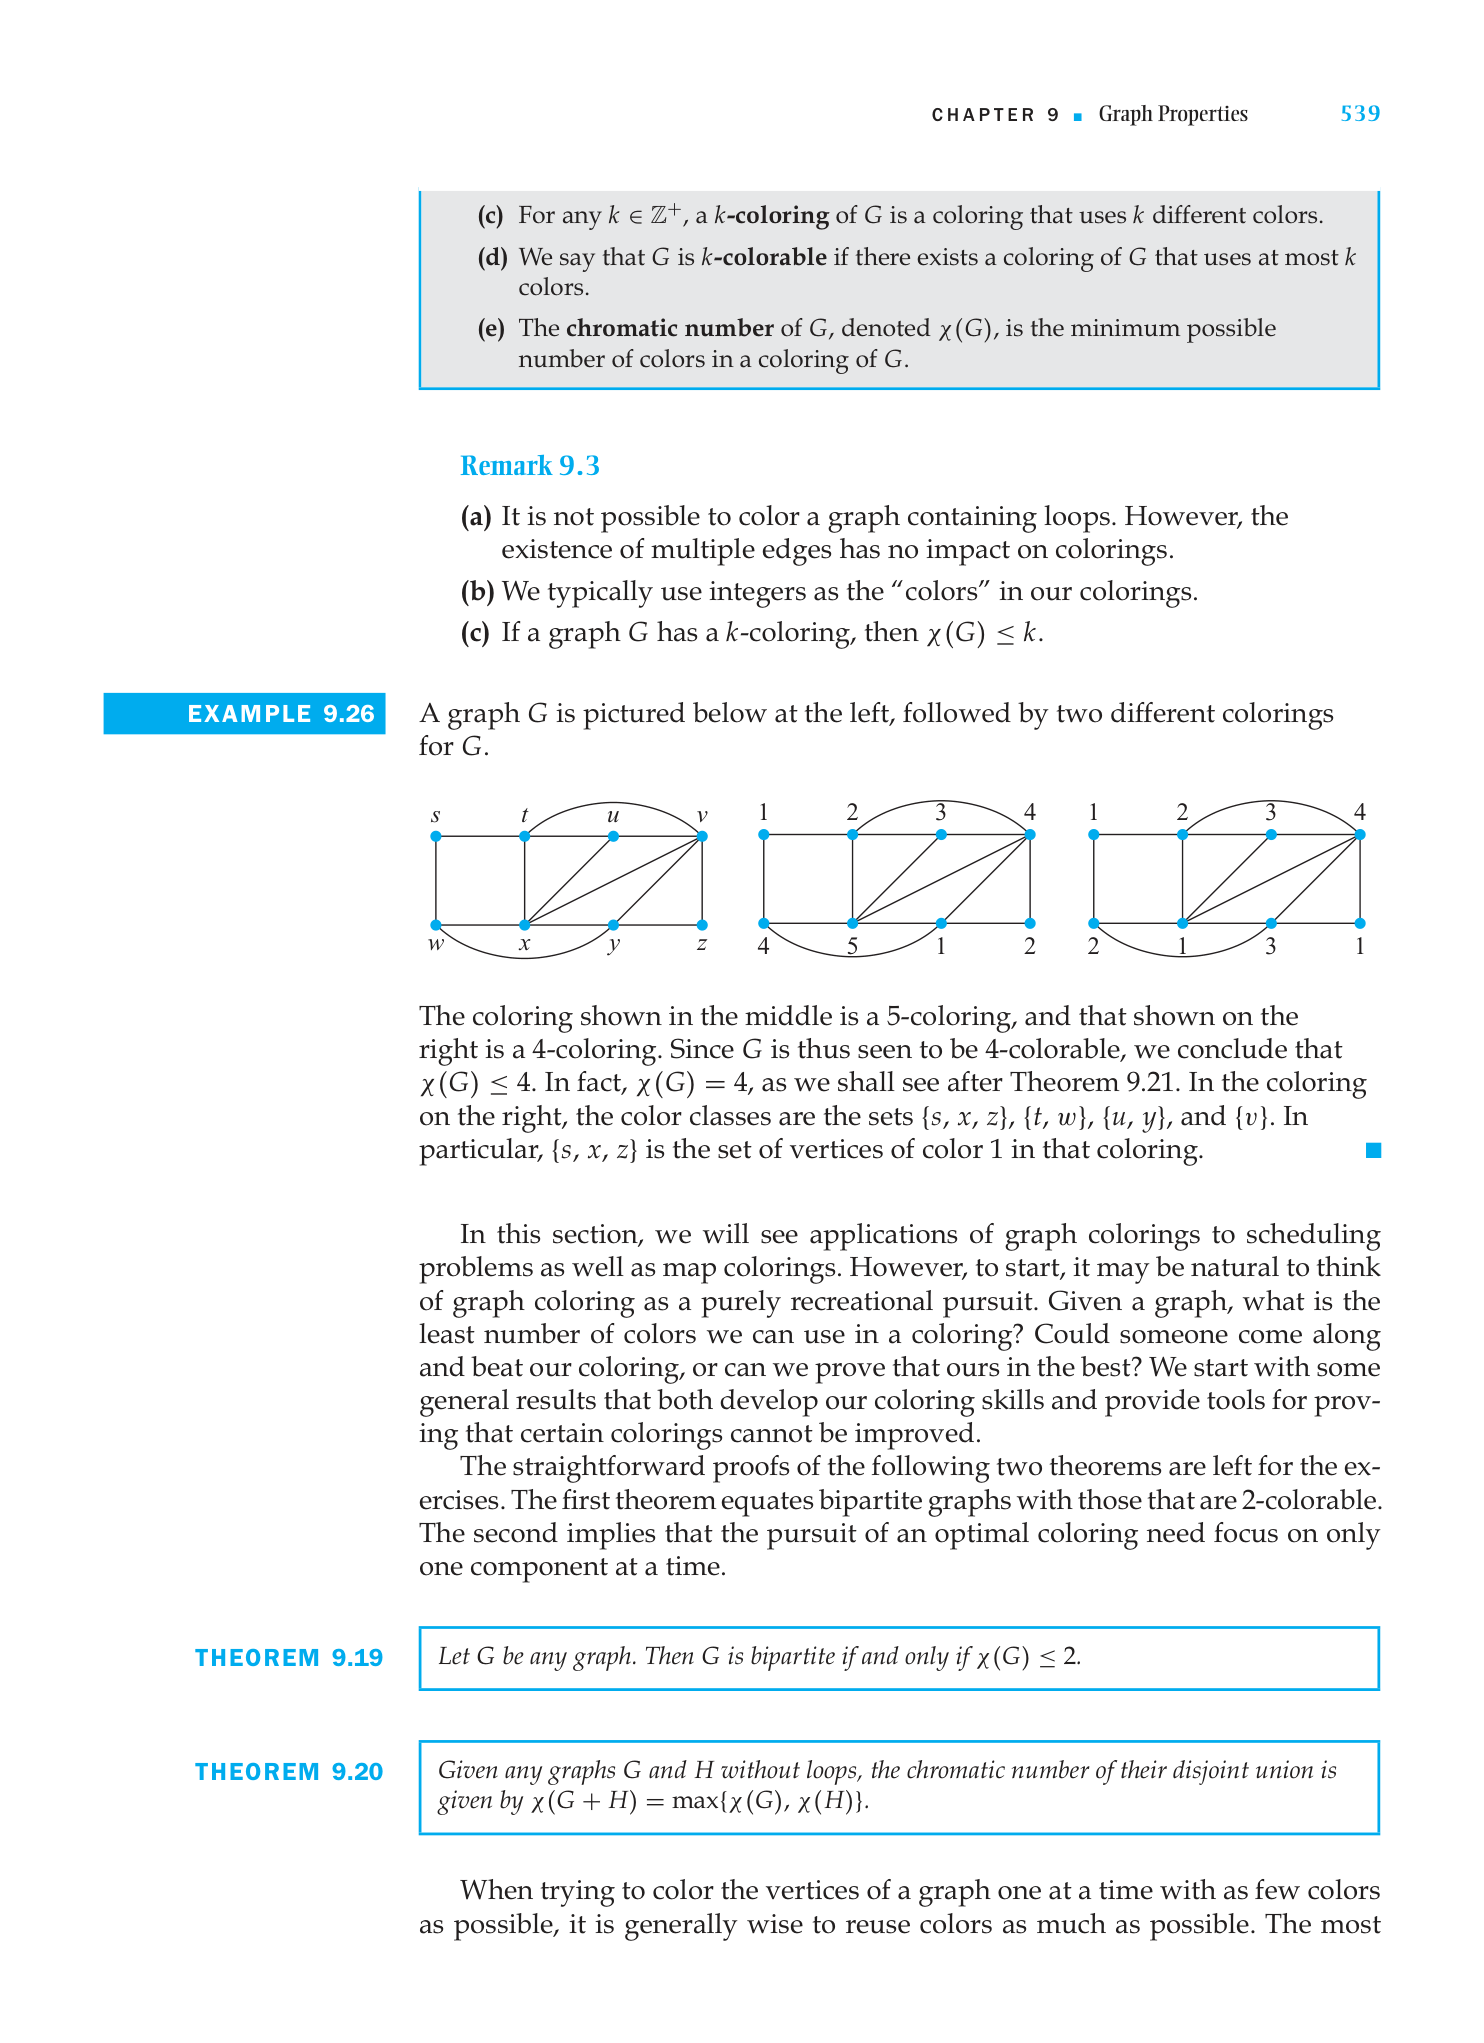 CHAPTER 9 ■ Graph Properties 539
(c) For any k ∈ ℤ⁺, a k-coloring of G is a coloring that uses k different colors.
(d) We say that G is k-colorable if there exists a coloring of G that uses at most k
colors.
(e) The chromatic number of G, denoted χ(G), is the minimum possible
number of colors in a coloring of G.
Remark 9.3
(a) It is not possible to color a graph containing loops. However, the
existence of multiple edges has no impact on colorings.
(b) We typically use integers as the “colors” in our colorings.
(c) If a graph G has a k-coloring, then χ(G) ≤ k.
EXAMPLE 9.26 A graph G is pictured below at the left, followed by two different colorings
for G.
s t u v 1 2 3 4 1 2 3 4
w x y z 4 5 1 2 2 1 3 1
The coloring shown in the middle is a 5-coloring, and that shown on the
right is a 4-coloring. Since G is thus seen to be 4-colorable, we conclude that
χ(G) ≤ 4. In fact, χ(G) = 4, as we shall see after Theorem 9.21. In the coloring
on the right, the color classes are the sets {s, x, z}, {t, w}, {u, y}, and {v}. In
particular, {s, x, z} is the set of vertices of color 1 in that coloring. ■
In this section, we will see applications of graph colorings to scheduling
problems as well as map colorings. However, to start, it may be natural to think
of graph coloring as a purely recreational pursuit. Given a graph, what is the
least number of colors we can use in a coloring? Could someone come along
and beat our coloring, or can we prove that ours in the best? We start with some
general results that both develop our coloring skills and provide tools for prov-
ing that certain colorings cannot be improved.
The straightforward proofs of the following two theorems are left for the ex-
ercises. The first theorem equates bipartite graphs with those that are 2-colorable.
The second implies that the pursuit of an optimal coloring need focus on only
one component at a time.
THEOREM 9.19 Let G be any graph. Then G is bipartite if and only if χ(G) ≤ 2.
THEOREM 9.20 Given any graphs G and H without loops, the chromatic number of their disjoint union is
given by χ(G + H) = max{χ(G), χ(H)}.
When trying to color the vertices of a graph one at a time with as few colors
as possible, it is generally wise to reuse colors as much as possible. The most